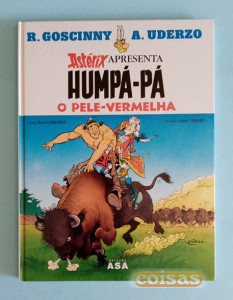 R. GOSCINNY A. UDERZO
Astérix APRESENTA
HUMPÁ-PÁ
O PELE-VERMELHA
ASA
coisas